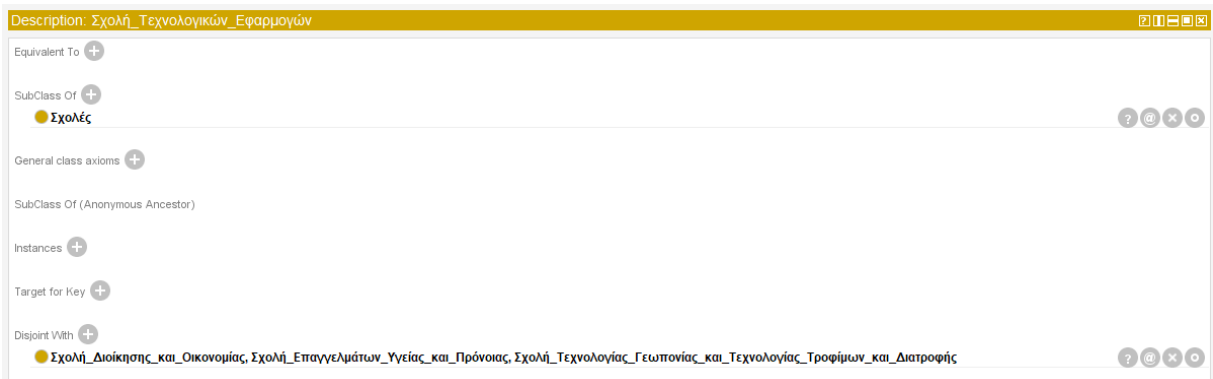 Description: Σχολή_Τεχνολογικών_Εφαρμογών
Equivalent To
SubClass Of
Σχολές
General class axioms
SubClass Of (Anonymous Ancestor)
Instances
Target for Key
Disjoint With
Σχολή_Διοίκησης_και_Οικονομίας, Σχολή_Επαγγελμάτων_Υγείας_και_Πρόνοιας, Σχολή_Τεχνολογίας_Γεωπονίας_και_Τεχνολογίας_Τροφίμων_και_Διατροφής